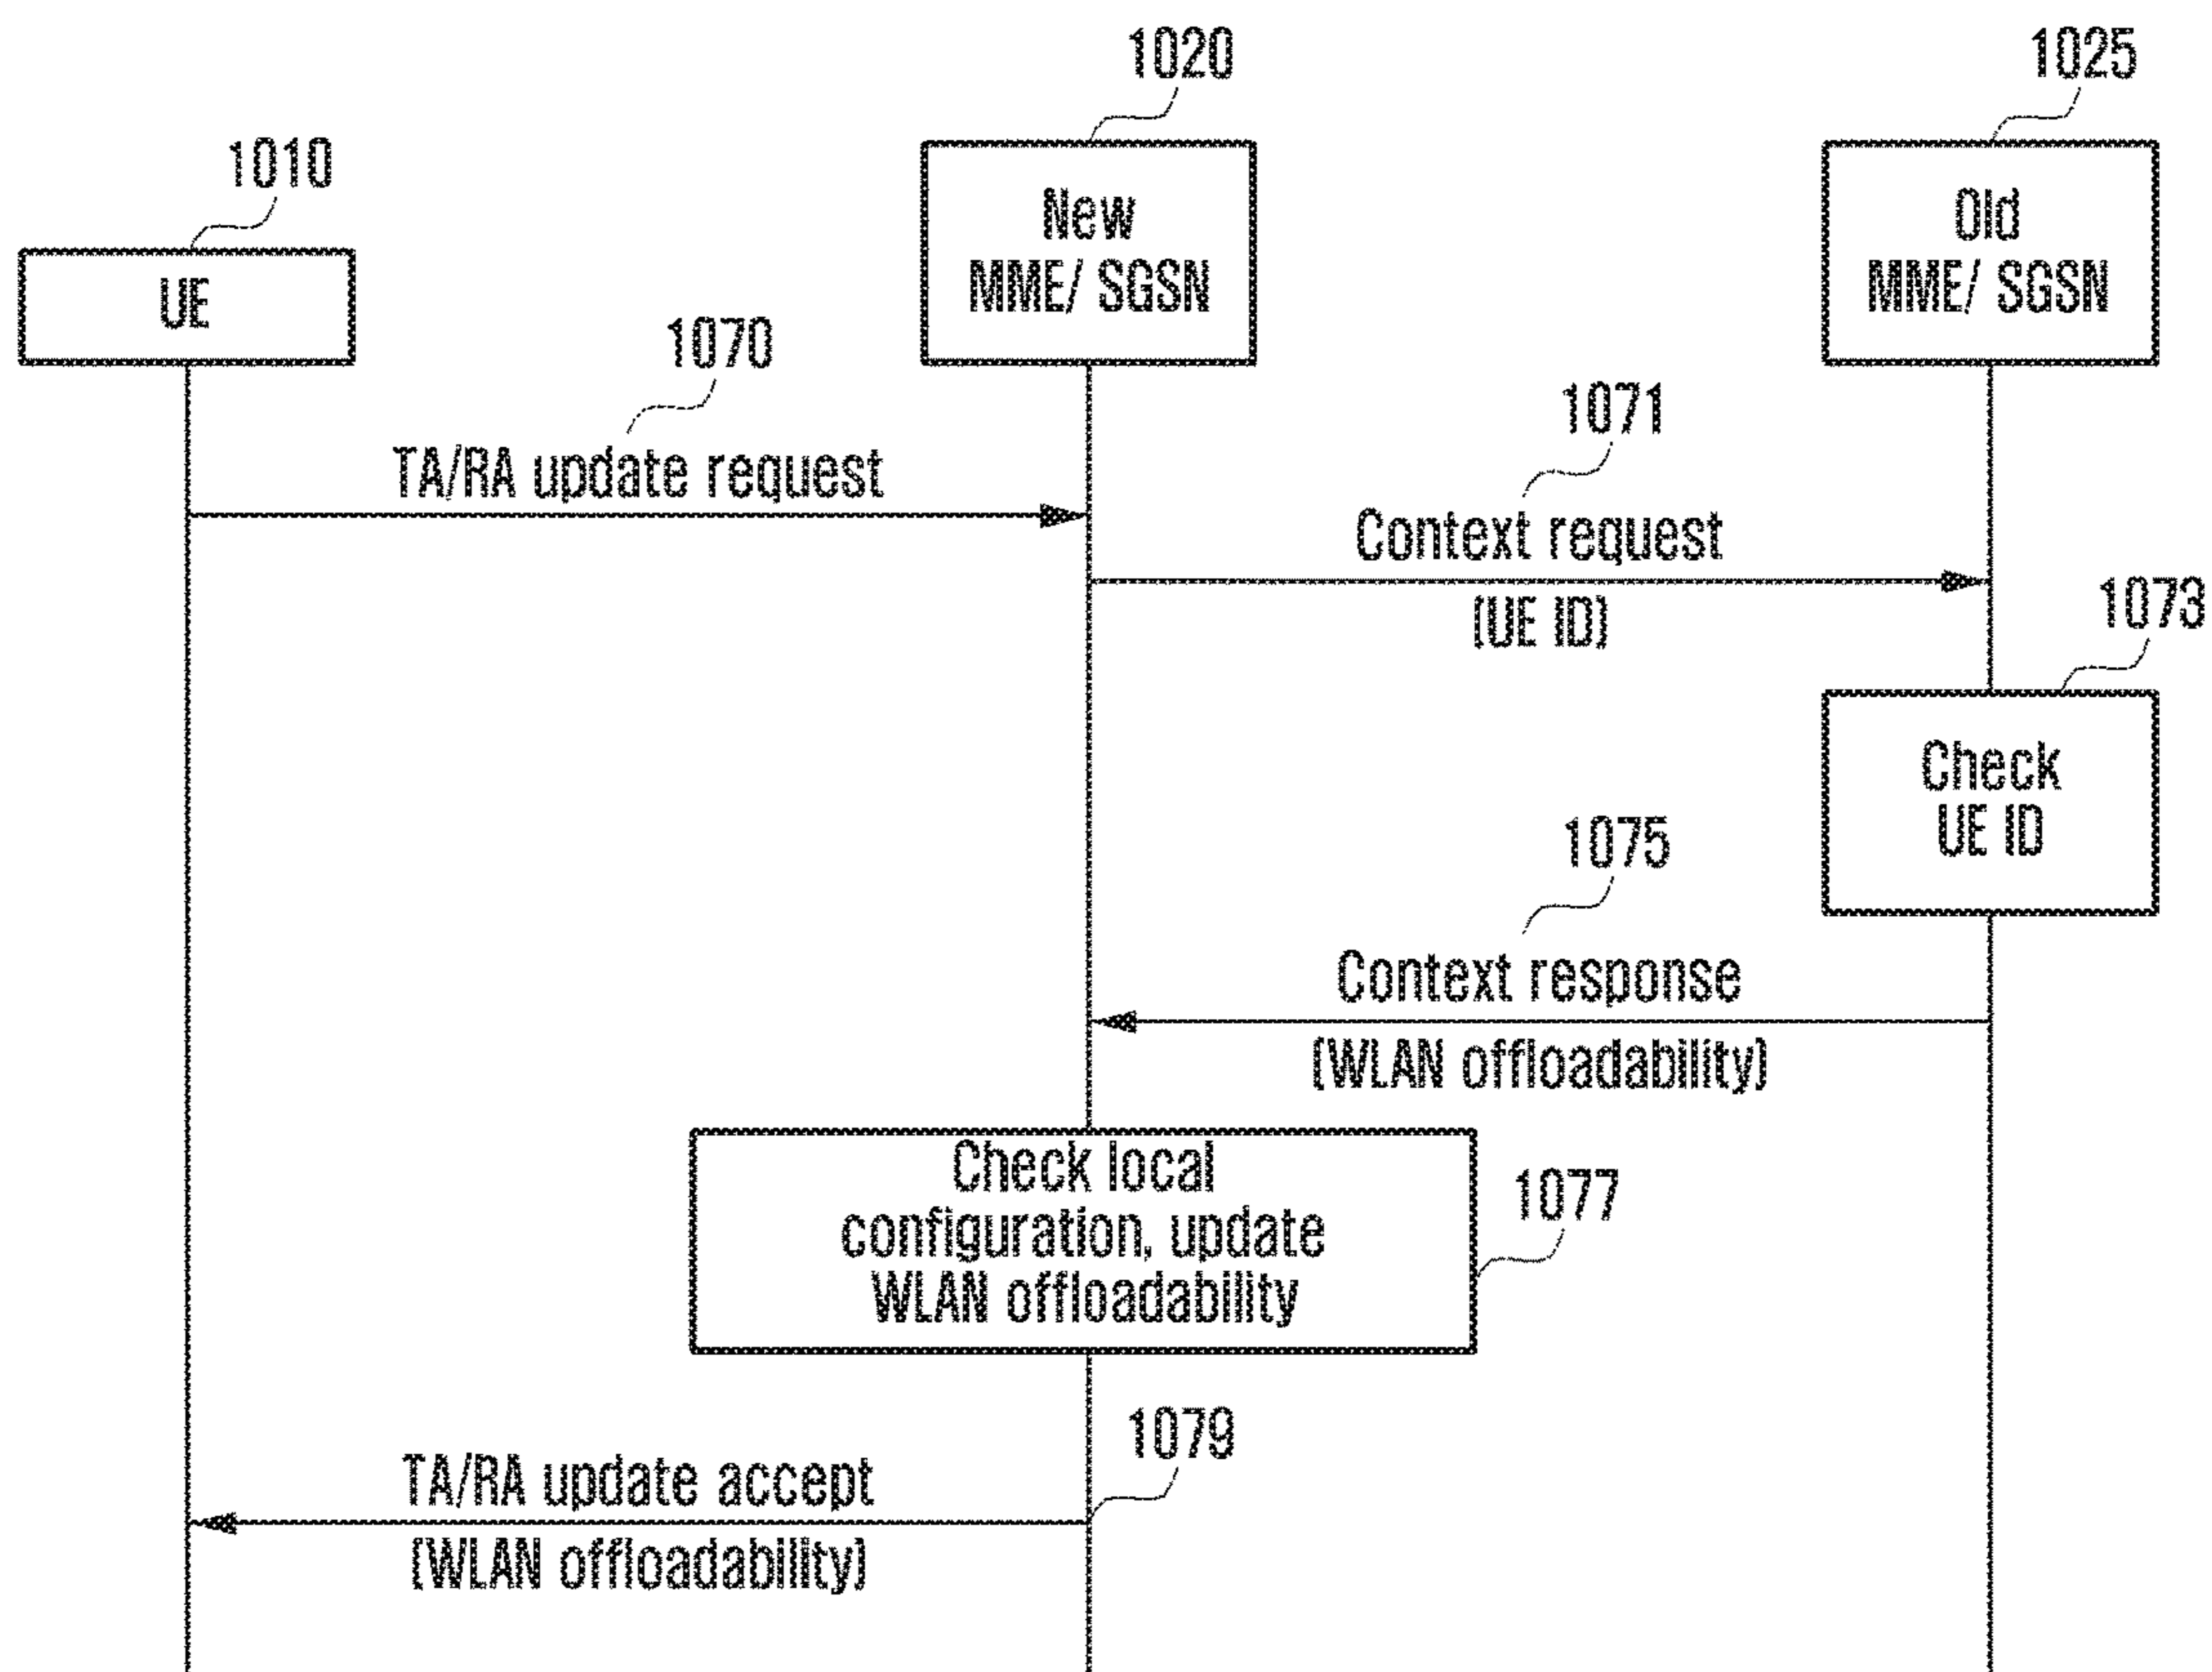 1020
1025
1010
New
MME/ SGSN
Old
MME/ SGSN
UE
1070
1071
TA/RA update request
Context request
(UE ID)
1073
Check
UE ID
1075
Context response
(WLAN offloadability)
Check local
configuration, update
WLAN offloadability
1077
1079
TA/RA update accept
(WLAN offloadability)